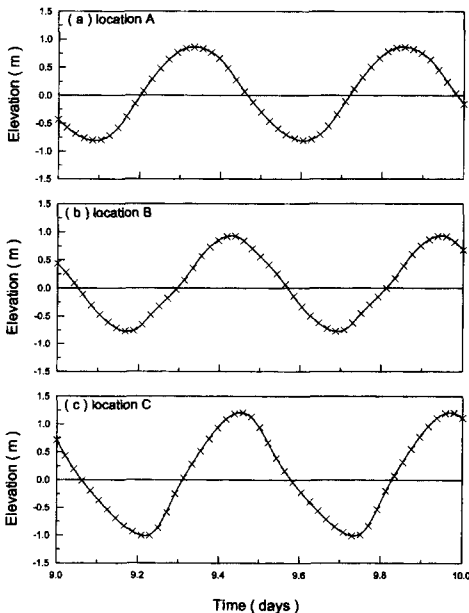 ( a ) location A
1.5
1.0
0.5
0.0
-0.5
-1.0
-1.5
Elevation ( m )
( b ) location B
1.5
1.0
0.5
0.0
-0.5
-1.0
-1.5
Elevation ( m )
( c ) location C
1.5
1.0
0.5
0.0
-0.5
-1.0
-1.5
Elevation ( m )
9.0 9.2 9.4 9.6 9.8 10.0
Time ( days )